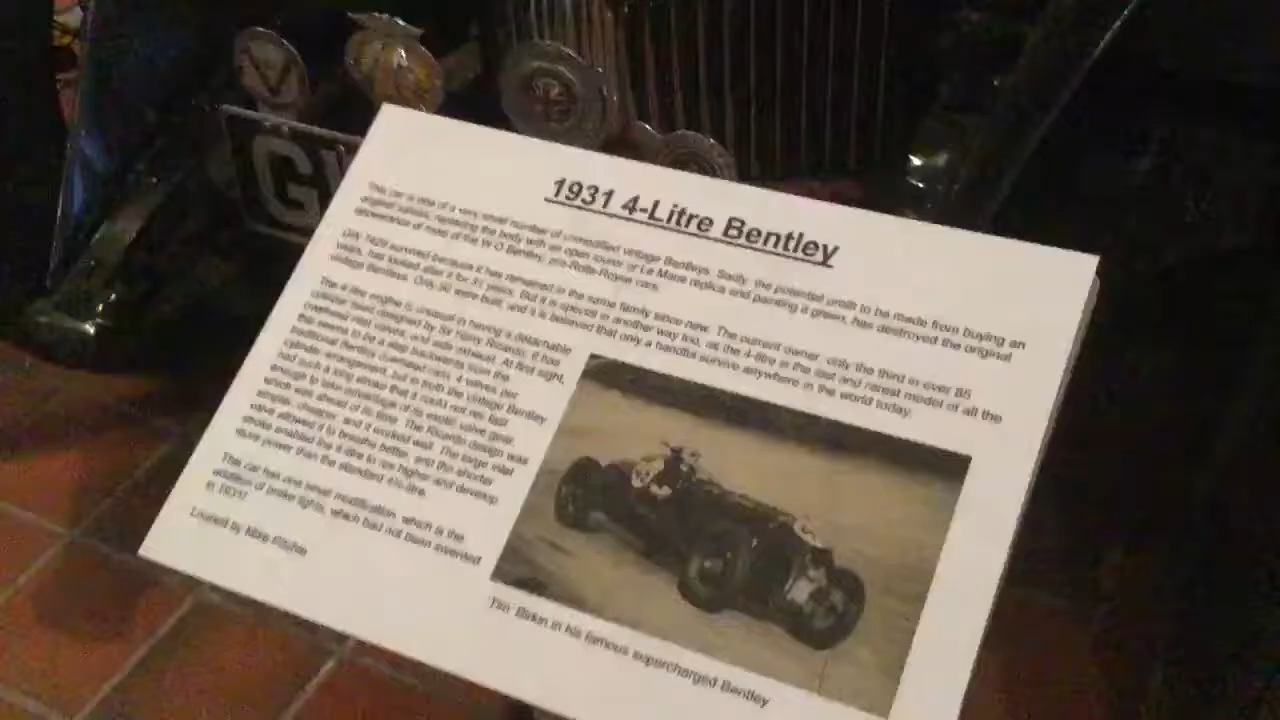 GU
1931 4-Litre Bentley
This car is one of a very small number of unmodified vintage Bentleys. Sadly, the potential profit to be made from buying an
original saloon, replacing the body with an open tourer or Le Mans replica and painting it green, has destroyed the original
appearance of most of the W O Bentley, pre-Rolls-Royce cars.
survived because it has remained in the same family since new. The current owner, only the third in over 85
years, has looked after it for 31 years. But it is special in another way too, as the 4-litre is the last and rarest model of all the
vintage Bentleys. Only 50 were built, and it is believed that only a handful survive anywhere in the world today.
The 4 litre engine is unusual in having a detachable
cylinder head designed by Sir Harry Ricardo. It has
overhead inlet valves, and side exhaust. At first sight,
this seems to be a step backwards from the
traditional Bentley overhead cam, 4 valves per
cylinder arrangement, but in truth the vintage Bentley
had such a long stroke that it could not rev fast
enough to take advantage of its exotic valve gear,
which was ahead of its time. The Ricardo design was
simpler, cheaper, and it worked well. The large inlet
valve allowed it to breathe better, and the shorter
stroke enabled the 4 litre to rev higher and develop
more power than the standard 4½-litre.
This car has one small modification, which is the
addition of brake lights, which had not been invented
in 1931!
Loaned by
'Tim' Birkin in his famous supercharged Bentley